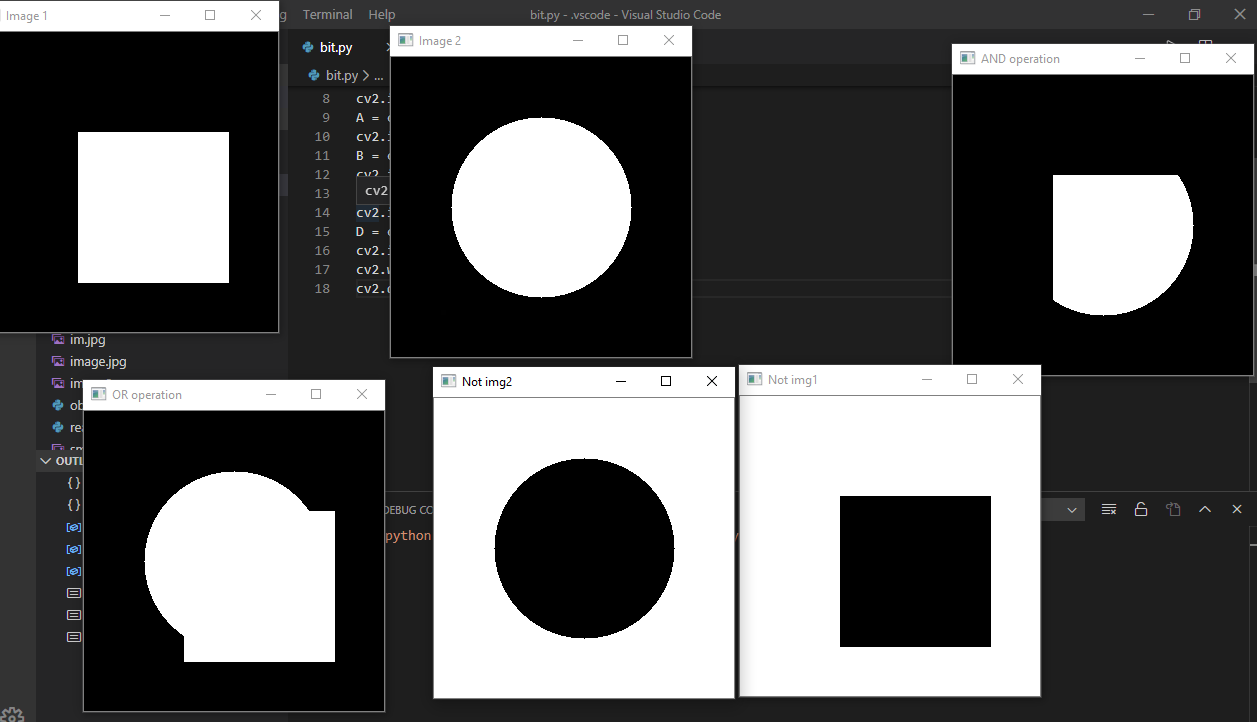 Image 1
Terminal Help
bit.py - .vscode - Visual Studio Code
bit.py
Image 2
AND operation
bit.py > ...
8 cv2.
9 A =
10 cv2.
11 B =
12 cv2.
13
cv2
14 cv2.
15 D =
16 cv2.
17 cv2.
18 cv2.
im.jpg
image.jpg
im
OR operation
Not img2
Not img1
ob
re
OUTL
DEBUG CO
python